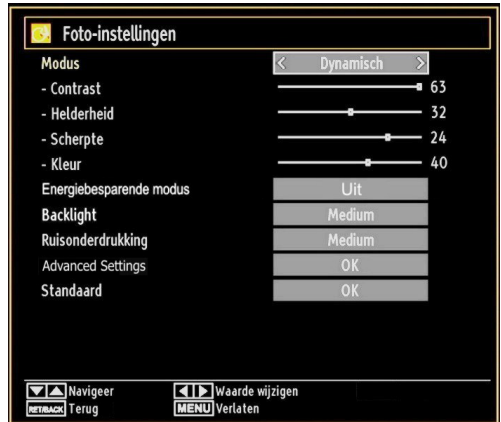 Foto-instellingen
Modus < Dynamisch >
- Contrast 63
- Helderheid 32
- Scherpte 24
- Kleur 40
Energiebesparende modus Uit
Backlight Medium
Ruisonderdrukking Medium
Advanced Settings OK
Standaard OK
Navigeer Waarde wijzigen
RET/BACK Terug MENU Verlaten